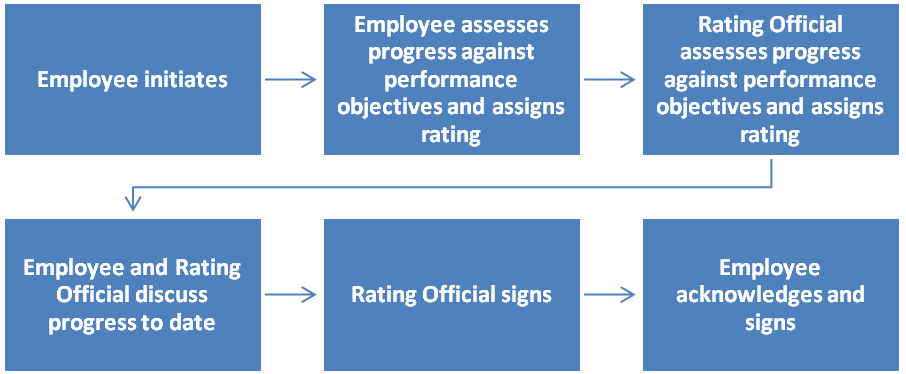 Employee initiates
Employee assesses
progress against
performance
objectives and assigns
rating
Rating Official
assesses progress
against performance
objectives and assigns
rating
Employee and Rating
Official discuss
progress to date
Rating Official signs
Employee
acknowledges and
signs